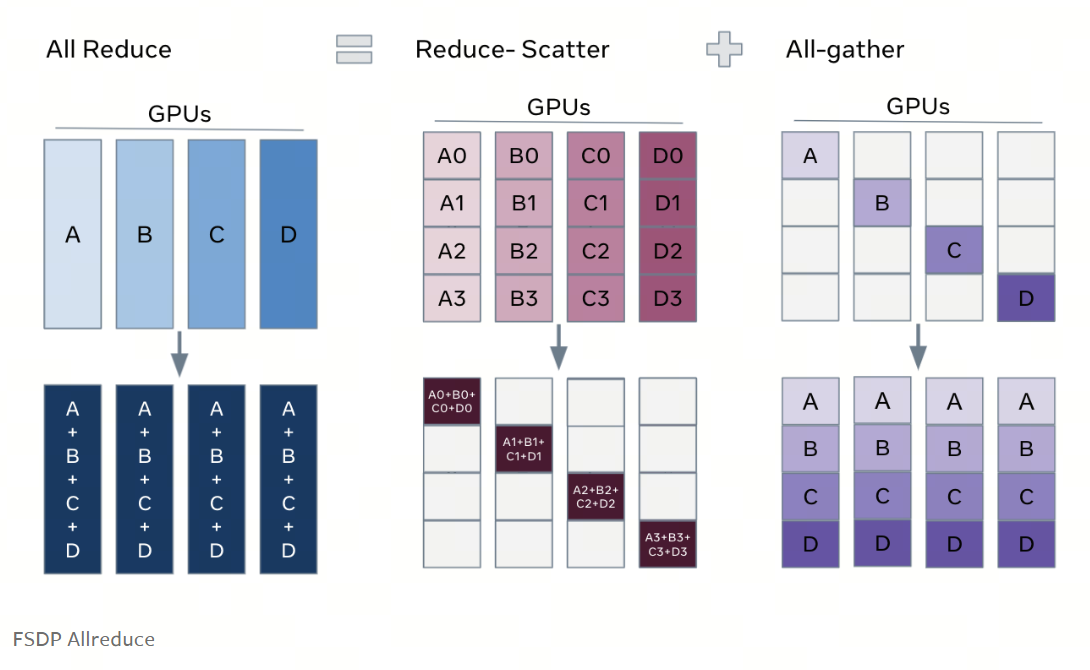 All Reduce
Reduce- Scatter
All-gather
GPUs
GPUs
GPUs
A B C D
A
+
B
+
C
+
D
A
+
B
+
C
+
D
A
+
B
+
C
+
D
A
+
B
+
C
+
D
A0 B0 C0 D0
A1 B1 C1 D1
A2 B2 C2 D2
A3 B3 C3 D3
A0+B0+
C0+D0
A1+B1+
C1+D1
A2+B2+
C2+D2
A3+B3+
C3+D3
A
B
C
D
A A A A
B B B B
C C C C
D D D D
FSDP Allreduce